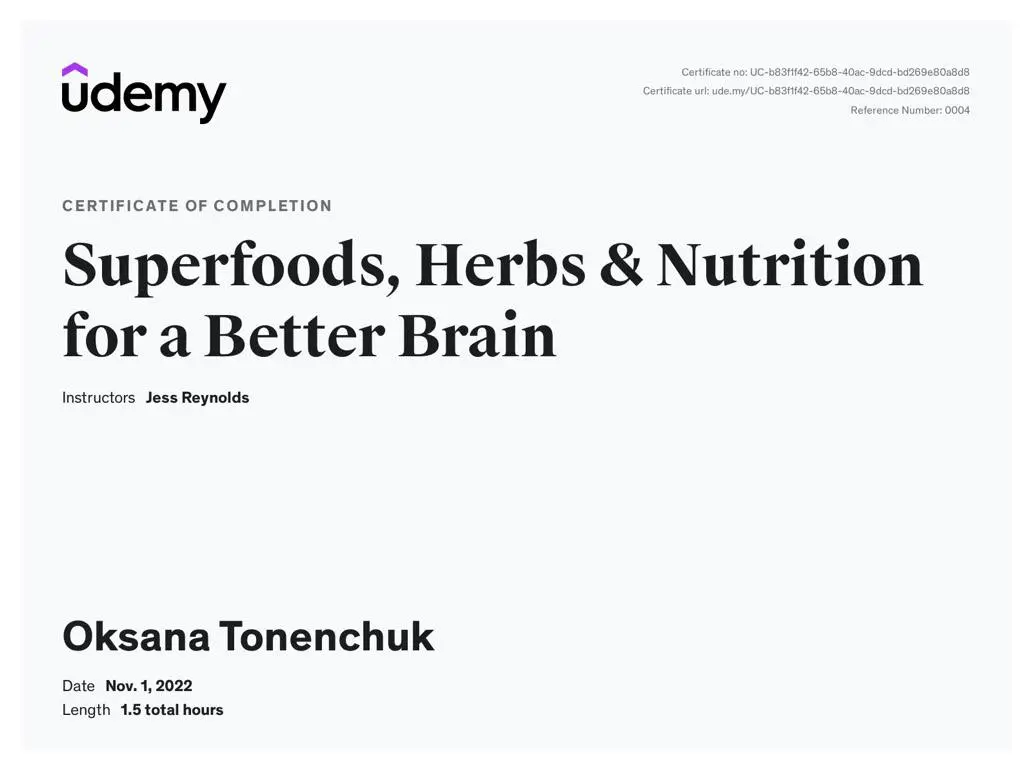 udemy
Certificate no: UC-b83f1f42-65b8-40ac-9dcd-bd269e80a8d8
Certificate url: ude.my/UC-b83f1f42-65b8-40ac-9dcd-bd269e80a8d8
Reference Number: 0004
CERTIFICATE OF COMPLETION
Superfoods, Herbs & Nutrition
for a Better Brain
Instructors Jess Reynolds
Oksana Tonenchuk
Date Nov. 1, 2022
Length 1.5 total hours